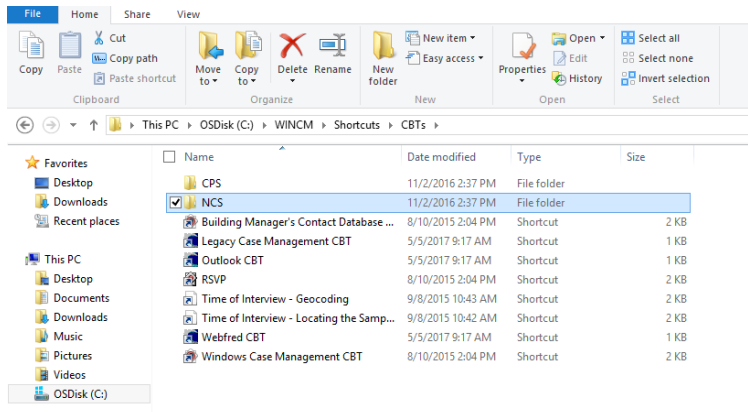 File Home Share View
Cut
Copy path
Paste shortcut
Copy Paste
Clipboard
Move to Copy to Delete Rename
Organize
New folder
New item
Easy access
New
Properties
Open
Edit
History
Open
Select all
Select none
Invert selection
Select
This PC OSDisk (C:) WINCM Shortcuts CBTs
Favorites
Desktop
Downloads
Recent places
This PC
Desktop
Documents
Downloads
Music
Pictures
Videos
OSDisk (C:)
Name Date modified Type Size
CPS 11/2/2016 2:37 PM File folder
NCS 11/2/2016 2:37 PM File folder
Building Manager's Contact Database ... 8/10/2015 2:04 PM Shortcut 2 KB
Legacy Case Management CBT 5/5/2017 9:17 AM Shortcut 1 KB
Outlook CBT 5/5/2017 9:17 AM Shortcut 1 KB
RSVP 8/10/2015 2:04 PM Shortcut 2 KB
Time of Interview - Geocoding 9/8/2015 10:43 AM Shortcut 2 KB
Time of Interview - Locating the Samp... 9/8/2015 10:42 AM Shortcut 2 KB
Webfred CBT 5/5/2017 9:17 AM Shortcut 1 KB
Windows Case Management CBT 8/10/2015 2:04 PM Shortcut 2 KB